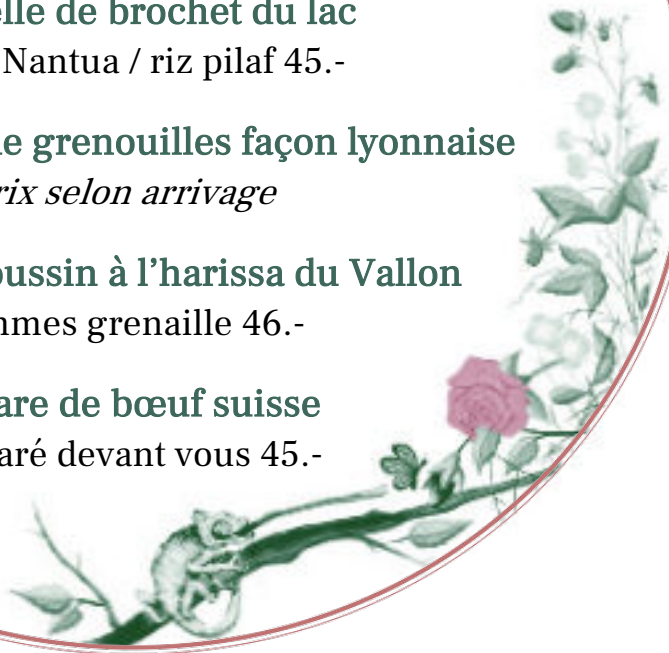 elle de brochet du lac
Nantua / riz pilaf 45.-
e grenouilles façon lyonnaise
rix selon arrivage
oussin à l’harissa du Vallon
mmes grenaille 46.-
are de bœuf suisse
aré devant vous 45.-